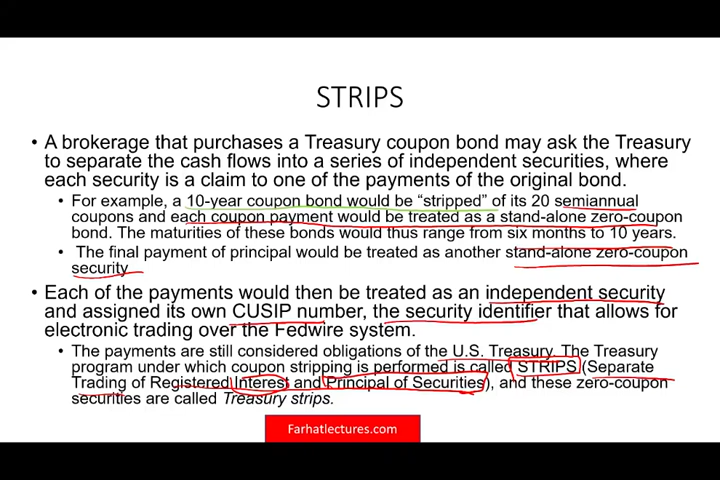 STRIPS
• A brokerage that purchases a Treasury coupon bond may ask the Treasury
to separate the cash flows into a series of independent securities, where
each security is a claim to one of the payments of the original bond.
• For example, a 10-year coupon bond would be “stripped” of its 20 semiannual
coupons and each coupon payment would be treated as a stand-alone zero-coupon
bond. The maturities of these bonds would thus range from six months to 10 years.
• The final payment of principal would be treated as another stand-alone zero-coupon
security.
• Each of the payments would then be treated as an independent security
and assigned its own CUSIP number, the security identifier that allows for
electronic trading over the Fedwire system.
• The payments are still considered obligations of the U.S. Treasury. The Treasury
program under which coupon stripping is performed is called STRIPS (Separate
Trading of Registered Interest and Principal of Securities), and these zero-coupon
securities are called Treasury strips.
Farhatlectures.com